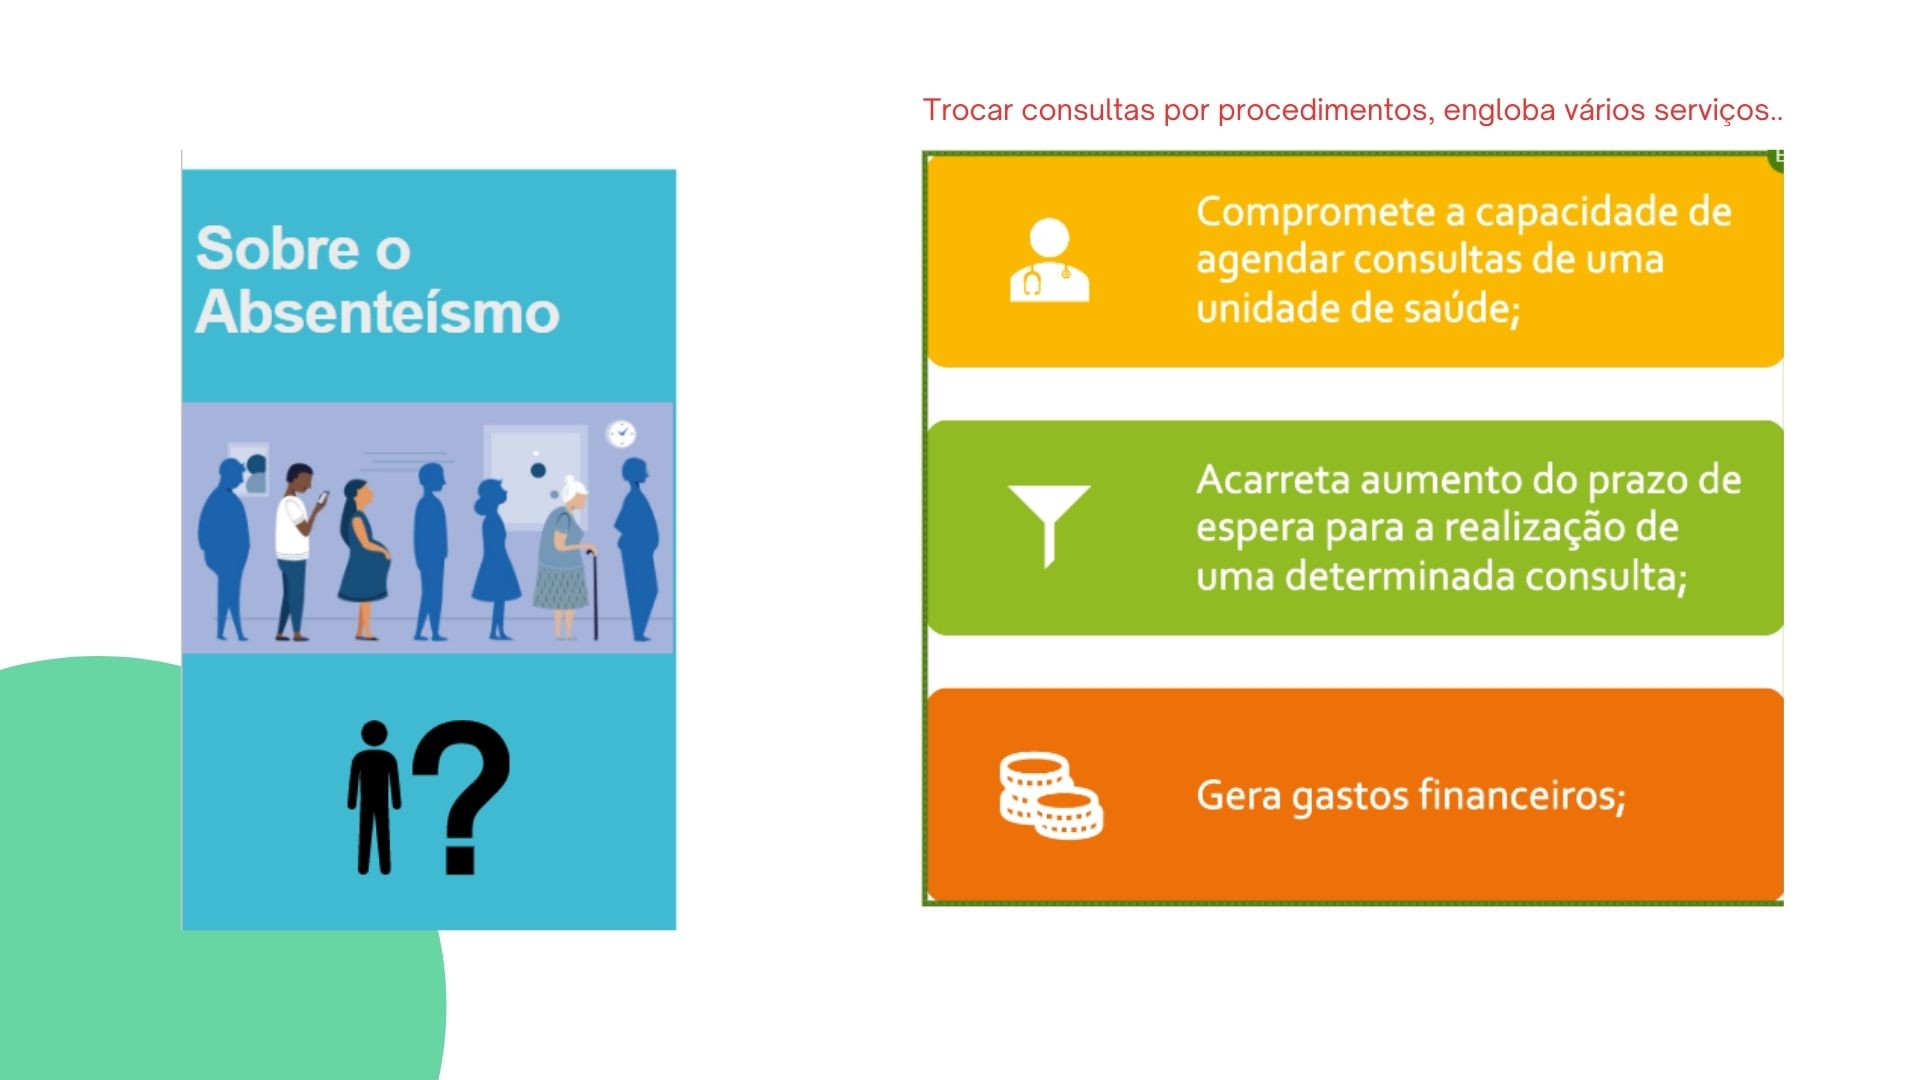 Trocar consultas por procedimentos, engloba vários serviços..
Sobre o
Absenteísmo
Compromete a capacidade de
agendar consultas de uma
unidade de saúde;
Acarreta aumento do prazo de
espera para a realização de
uma determinada consulta;
Gera gastos financeiros;